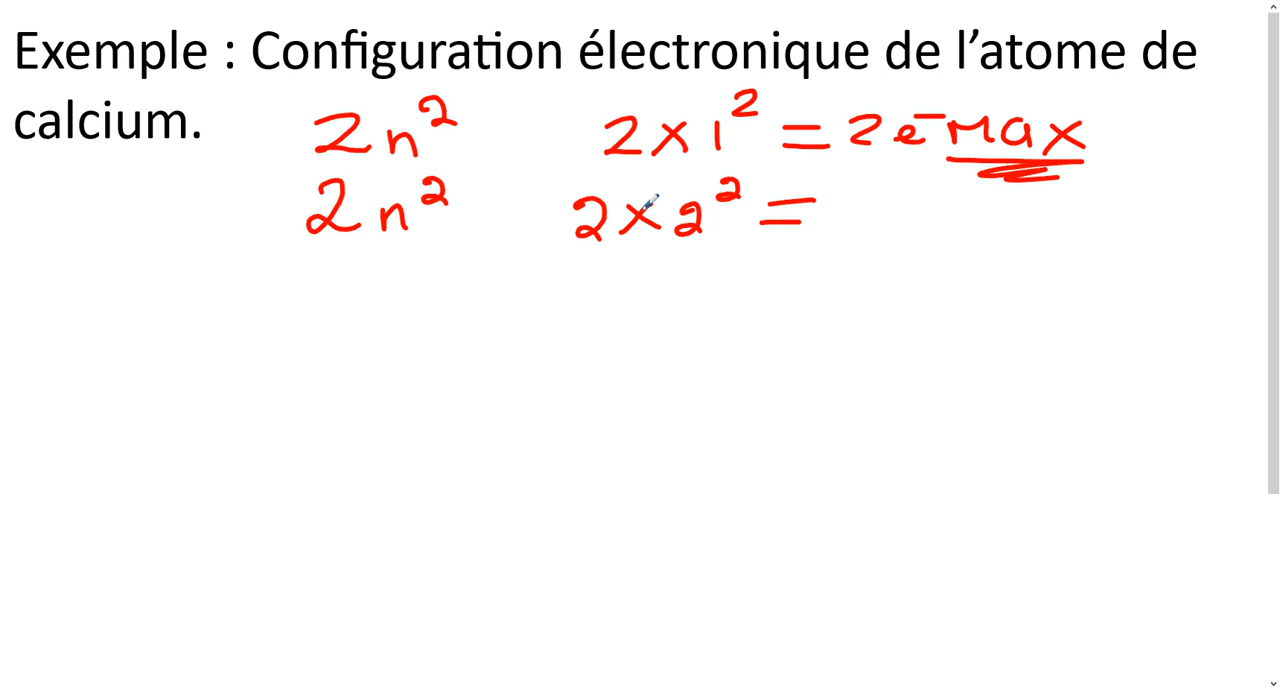 Exemple : Configuration électronique de l’atome de
calcium. 2n² 2×1² = 2e⁻ Max
2n² 2×2² =